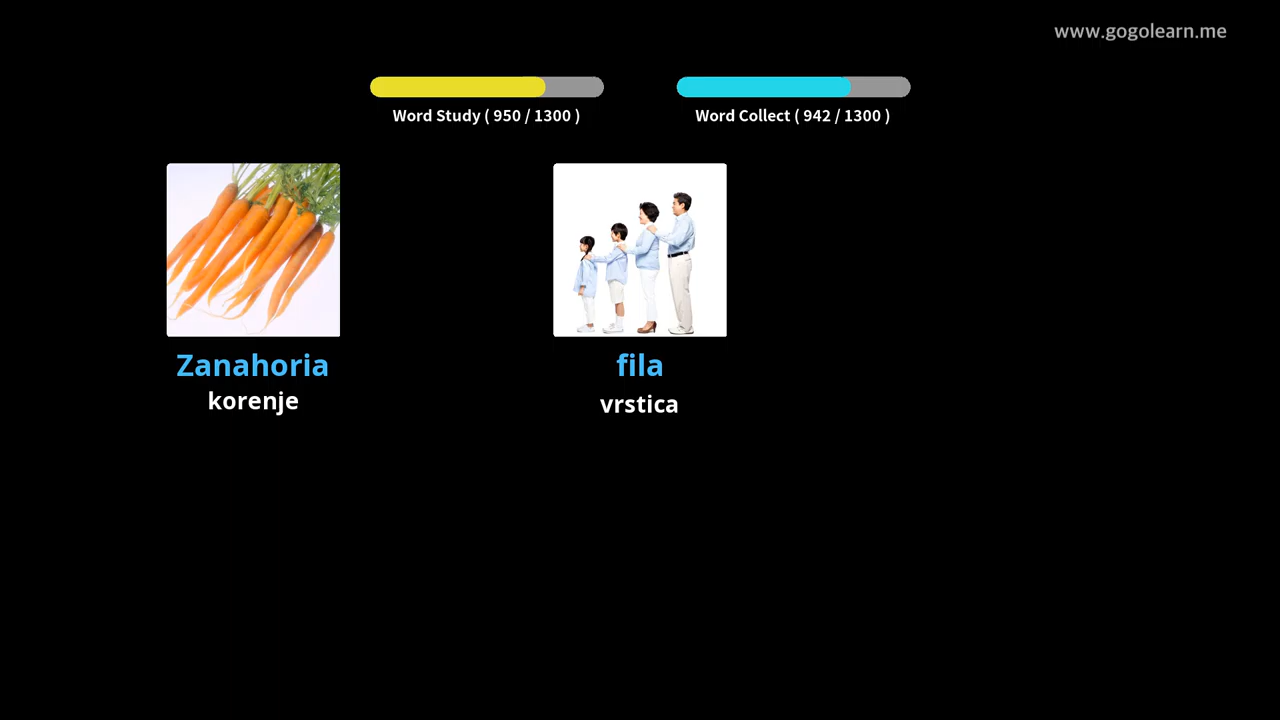 www.gogolearn.me
Word Study ( 950 / 1300 )
Word Collect ( 942 / 1300 )
Zanahoria
korenje
fila
vrstica